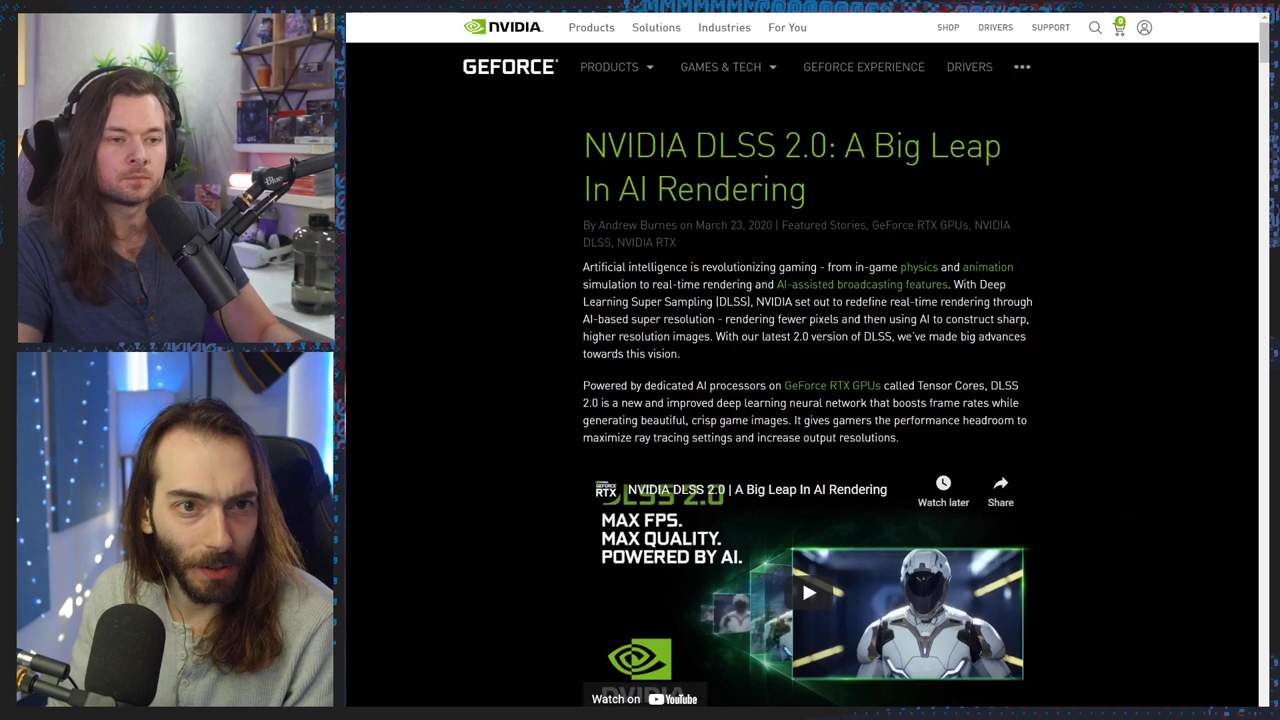 NVIDIA.
Products
Solutions
Industries
For You
SHOP
DRIVERS
SUPPORT
0
GEFORCE
PRODUCTS
GAMES & TECH
GEFORCE EXPERIENCE
DRIVERS
NVIDIA DLSS 2.0: A Big Leap
In AI Rendering
By Andrew Burnes on March 23, 2020 | Featured Stories, GeForce RTX GPUs, NVIDIA
DLSS, NVIDIA RTX
Artificial intelligence is revolutionizing gaming - from in-game physics and animation
simulation to real-time rendering and AI-assisted broadcasting features. With Deep
Learning Super Sampling (DLSS), NVIDIA set out to redefine real-time rendering through
AI-based super resolution - rendering fewer pixels and then using AI to construct sharp,
higher resolution images. With our latest 2.0 version of DLSS, we've made big advances
towards this vision.
Powered by dedicated AI processors on GeForce RTX GPUs called Tensor Cores, DLSS
2.0 is a new and improved deep learning neural network that boosts frame rates while
generating beautiful, crisp game images. It gives gamers the performance headroom to
maximize ray tracing settings and increase output resolutions.
RTX
NVIDIA DLSS 2.0 | A Big Leap In AI Rendering
Watch later
Share
DLSS 2.0
MAX FPS.
MAX QUALITY.
POWERED BY AI.
NVIDIA
Watch on YouTube
Blue